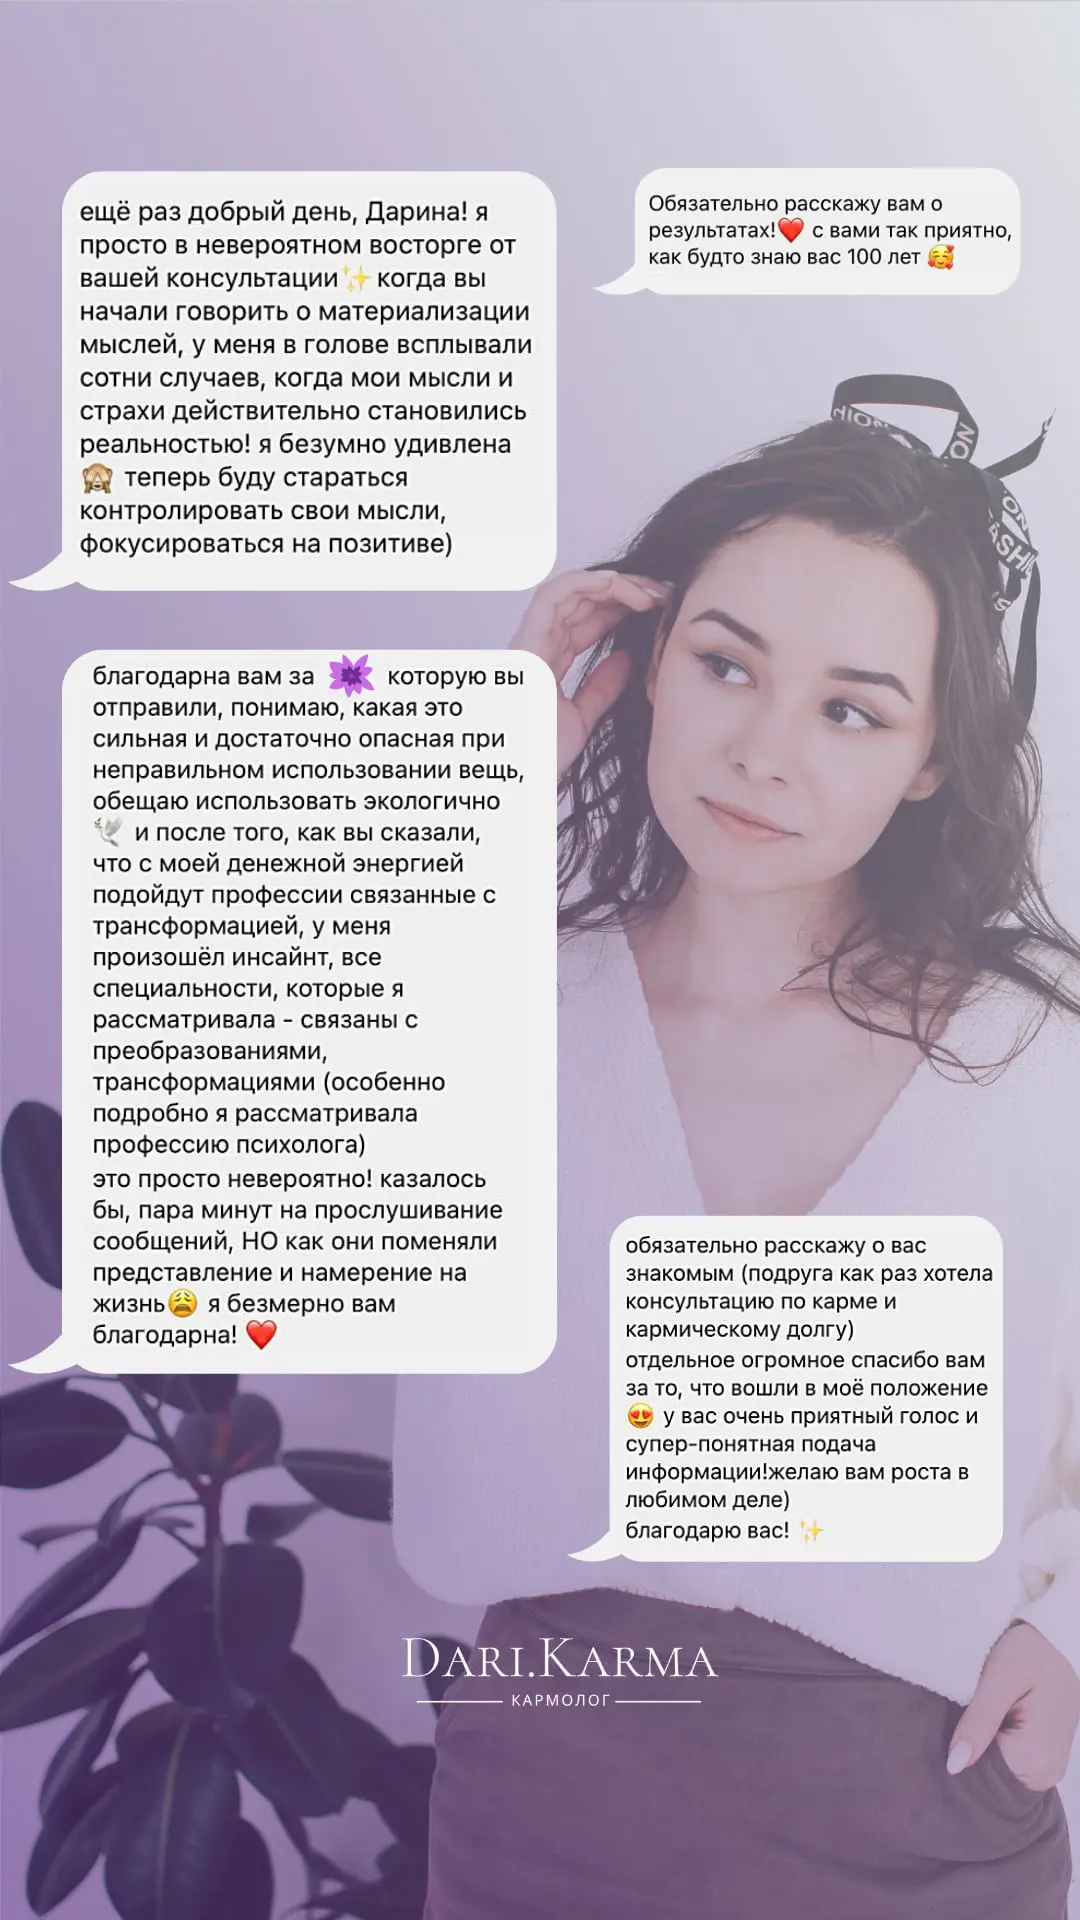 ещё раз добрый день, Дарина! я
просто в невероятном восторге от
вашей консультации✨когда вы
начали говорить о материализации
мыслей, у меня в голове всплывали
сотни случаев, когда мои мысли и
страхи действительно становились
реальностью! я безумно удивлена
🙈 теперь буду стараться
контролировать свои мысли,
фокусироваться на позитиве)
Обязательно расскажу вам о
результатах!❤️ с вами так приятно,
как будто знаю вас 100 лет 🥰
благодарна вам за которую вы
отправили, понимаю, какая это
сильная и достаточно опасная при
неправильном использовании вещь,
обещаю использовать экологично
🕊 и после того, как вы сказали,
что с моей денежной энергией
подойдут профессии связанные с
трансформацией, у меня
произошёл инсайнт, все
специальности, которые я
рассматривала - связаны с
преобразованиями,
трансформациями (особенно
подробно я рассматривала
профессию психолога)
это просто невероятно! казалось
бы, пара минут на прослушивание
сообщений, НО как они поменяли
представление и намерение на
жизнь😩 я безмерно вам
благодарна! ❤️
обязательно расскажу о вас
знакомым (подруга как раз хотела
консультацию по карме и
кармическому долгу)
отдельное огромное спасибо вам
за то, что вошли в моё положение
😍 у вас очень приятный голос и
супер-понятная подача
информации!желаю вам роста в
любимом деле)
благодарю вас! ✨
DARI.KARMA
КАРМОЛОГ